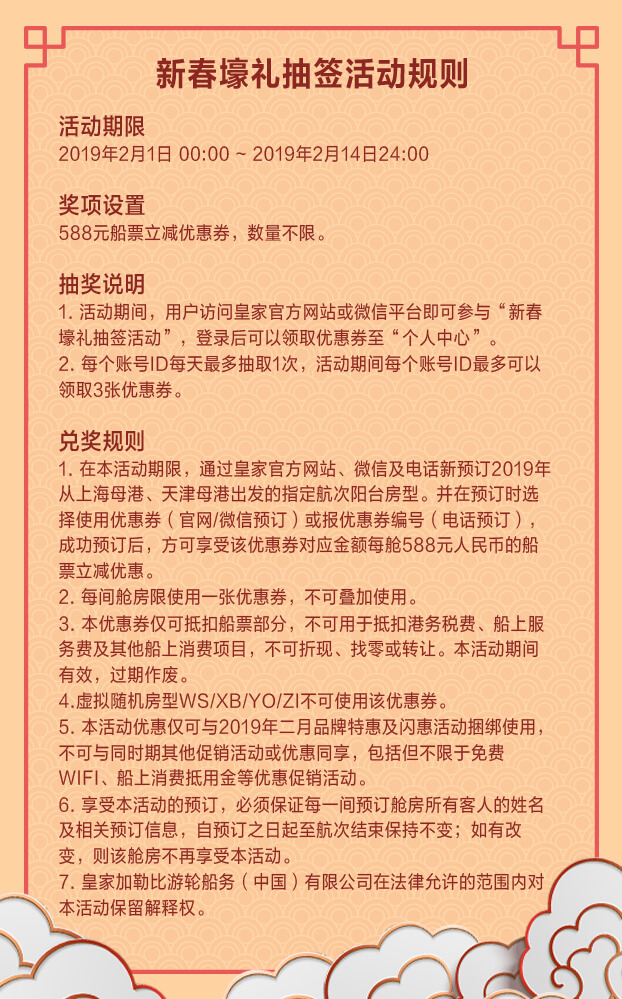 新春壕礼抽签活动规则
活动期限
2019年2月1日 00:00 ~ 2019年2月14日24:00
奖项设置
588元船票立减优惠券，数量不限。
抽奖说明
1. 活动期间，用户访问皇家官方网站或微信平台即可参与“新春
壕礼抽签活动”，登录后可以领取优惠券至“个人中心”。
2. 每个账号ID每天最多抽取1次，活动期间每个账号ID最多可以
领取3张优惠券。
兑奖规则
1. 在本活动期限，通过皇家官方网站、微信及电话新预订2019年
从上海母港、天津母港出发的指定航次阳台房型。并在预订时选
择使用优惠券（官网/微信预订）或报优惠券编号（电话预订），
成功预订后，方可享受该优惠券对应金额每舱588元人民币的船
票立减优惠。
2. 每间舱房限使用一张优惠券，不可叠加使用。
3. 本优惠券仅可抵扣船票部分，不可用于抵扣港务税费、船上服
务费及其他船上消费项目，不可折现、找零或转让。本活动期间
有效，过期作废。
4.虚拟随机房型WS/XB/YO/ZI不可使用该优惠券。
5. 本活动优惠仅可与2019年二月品牌特惠及闪惠活动捆绑使用，
不可与同时期其他促销活动或优惠同享，包括但不限于免费
WIFI、船上消费抵用金等优惠促销活动。
6. 享受本活动的预订，必须保证每一间预订舱房所有客人的姓名
及相关预订信息，自预订之日起至航次结束保持不变；如有改
变，则该舱房不再享受本活动。
7. 皇家加勒比游轮船务（中国）有限公司在法律允许的范围内对
本活动保留解释权。